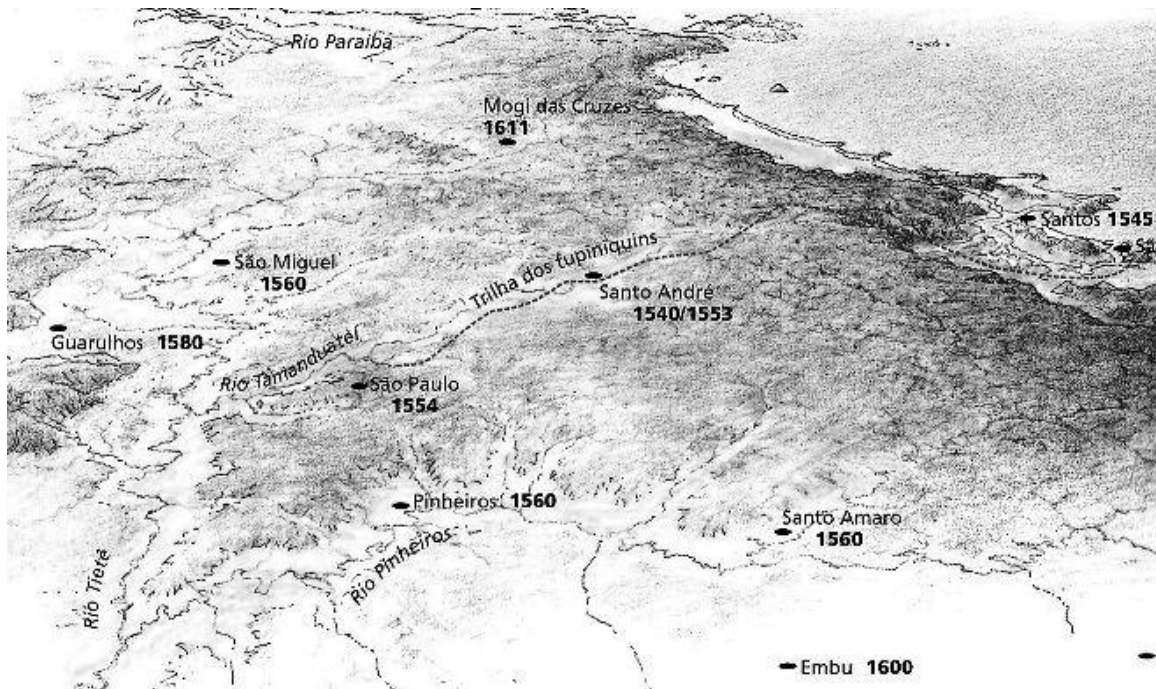 Rio Paraíba
Mogi das Cruzes
1611
Santos 1545
São Miguel
1560
Trilha dos tupiniquins
Santo André
1540/1553
Guarulhos 1580
Rio Tamanduateí
São Paulo
1554
Pinheiros 1560
Santo Amaro
1560
Rio Pinheiros
Rio Tietê
Embu 1600